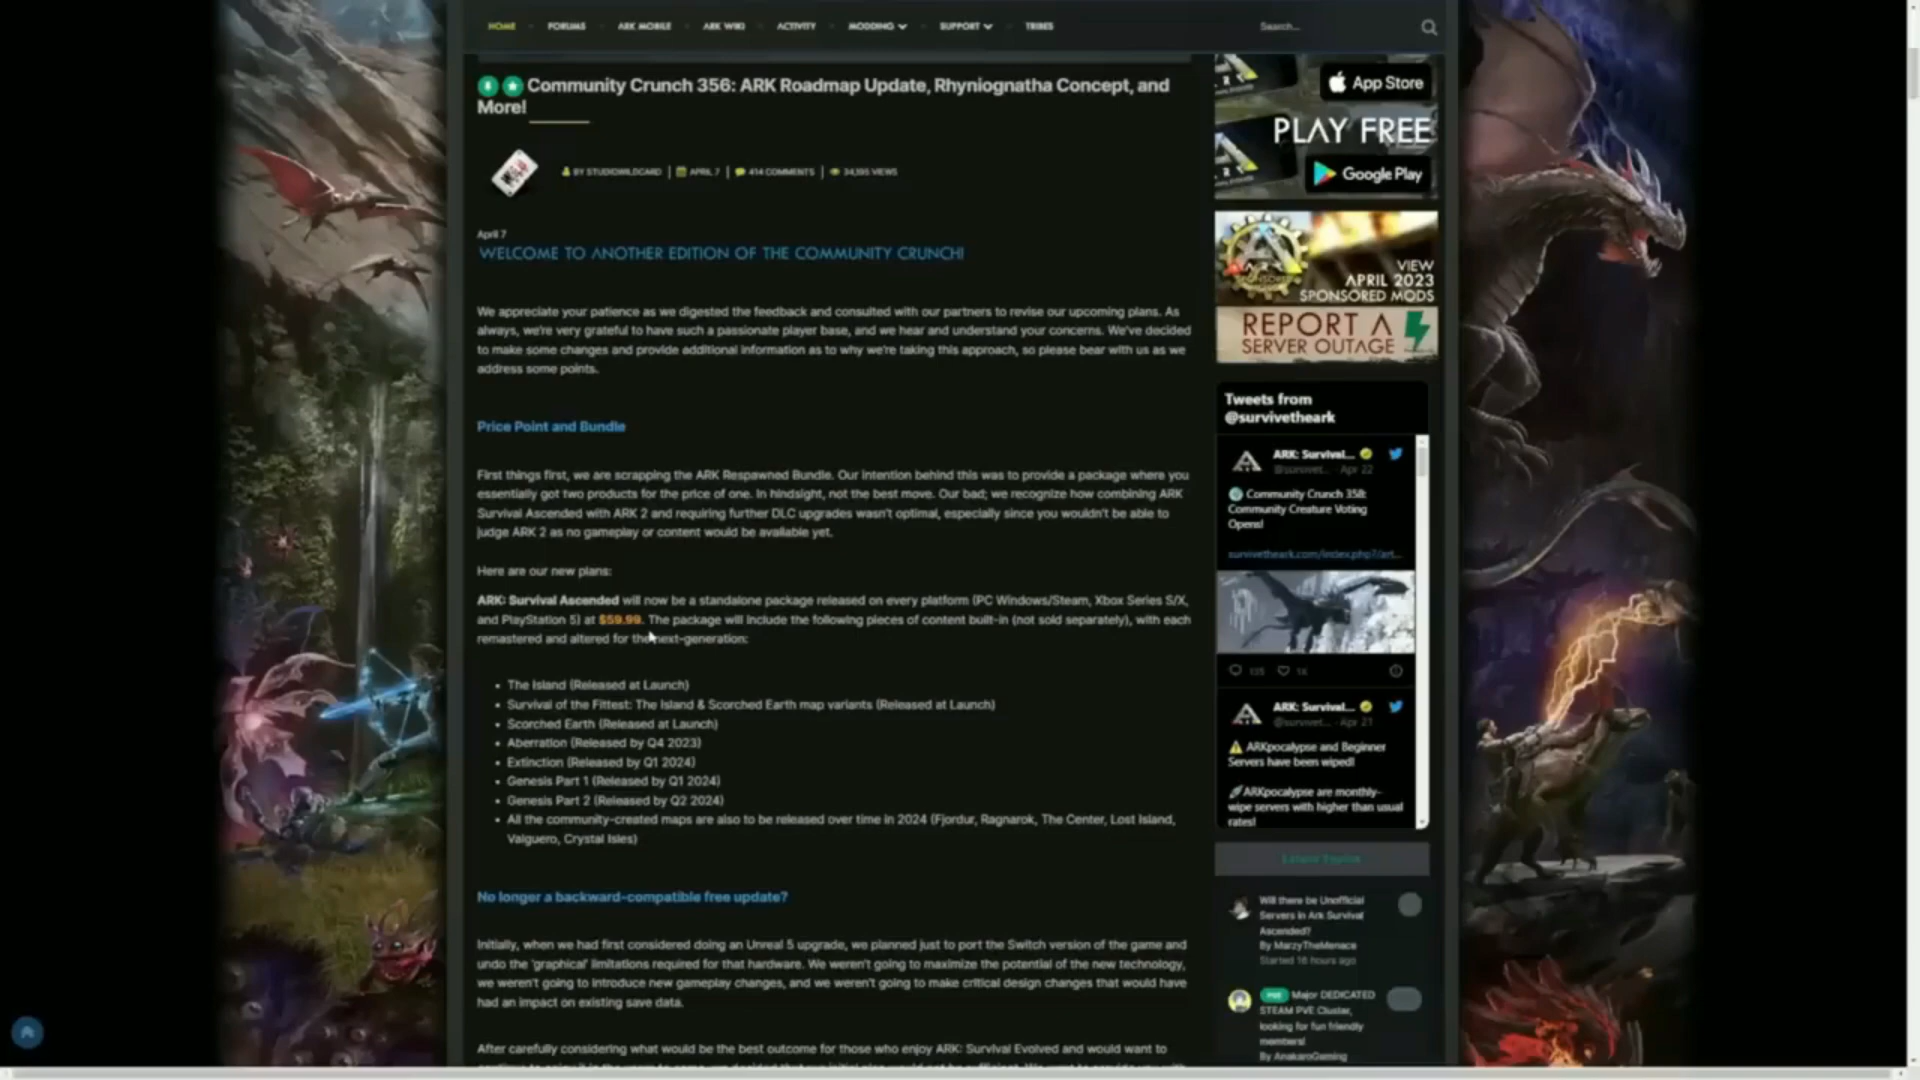 HOME FORUMS ARK MOBILE ARK WIKI ACTIVITY MODDING SUPPORT TRIBES Search...
Community Crunch 356: ARK Roadmap Update, Rhyniognatha Concept, and
More!
BY STUDIOWILDCARD | APRIL 7 | 414 COMMENTS | VIEWS
April 7
WELCOME TO ANOTHER EDITION OF THE COMMUNITY CRUNCH!
We appreciate your patience as we digested the feedback and consulted with our partners to revise our upcoming plans. As
always, we're very grateful to have such a passionate player base, and we hear and understand your concerns. We've decided
to make some changes and provide additional information as to why we're taking this approach, so please bear with us as we
address some points.
Price Point and Bundle
First things first, we are scrapping the ARK Respawned Bundle. Our intention behind this was to provide a package where you
essentially got two products for the price of one. In hindsight, not the best move. Our bad; we recognize how combining ARK
Survival Ascended with ARK 2 and requiring further DLC upgrades wasn't optimal, especially since you wouldn't be able to
judge ARK 2 as no gameplay or content would be available yet.
Here are our new plans:
ARK: Survival Ascended will now be a standalone package released on every platform (PC Windows/Steam, Xbox Series S/X,
and PlayStation 5) at $59.99. The package will include the following pieces of content built-in (not sold separately), with each
remastered and altered for the next-generation:
• The Island (Released at Launch)
• Survival of the Fittest: The Island & Scorched Earth map variants (Released at Launch)
• Scorched Earth (Released at Launch)
• Aberration (Released by Q4 2023)
• Extinction (Released by Q1 2024)
• Genesis Part 1 (Released by Q1 2024)
• Genesis Part 2 (Released by Q2 2024)
• All the community-created maps are also to be released over time in 2024 (Fjordur, Ragnarok, The Center, Lost Island,
Valguero, Crystal Isles)
No longer a backward-compatible free update?
Initially, when we had first considered doing an Unreal 5 upgrade, we planned just to port the Switch version of the game and
undo the 'graphical' limitations required for that hardware. We weren't going to maximize the potential of the new technology,
we weren't going to introduce new gameplay changes, and we weren't going to make critical design changes that would have
had an impact on existing save data.
After carefully considering what would be the best outcome for those who enjoy ARK: Survival Evolved and would want to
App Store
PLAY FREE
Google Play
VIEW
APRIL 2023
SPONSORED MODS
REPORT A
SERVER OUTAGE
Tweets from
@survivetheark
ARK: Survival...
@survivet... · Apr 22
Community Crunch 358:
Community Creature Voting
Opens!
survivetheark.com/index.php?/art...
135 1K
ARK: Survival...
@survivet... · Apr 21
ARKpocalypse and Beginner
Servers have been wiped!
ARKpocalypse are monthly-
wipe servers with higher than usual
rates!
Latest Topics
Will there be Unofficial
Servers in Ark Survival
Ascended?
By MarzyTheMenace
Started 16 hours ago
Major DEDICATED
STEAM PVE Cluster,
looking for fun friendly
members!
By AnakaroGaming